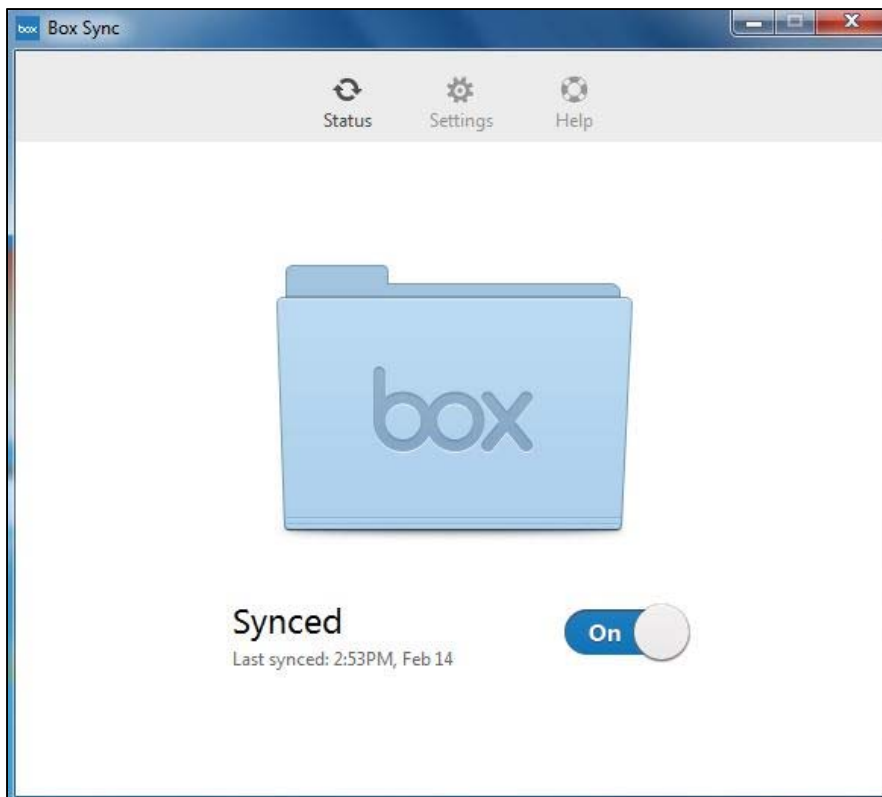 box Box Sync
Status Settings Help
box
Synced
On
Last synced: 2:53PM, Feb 14